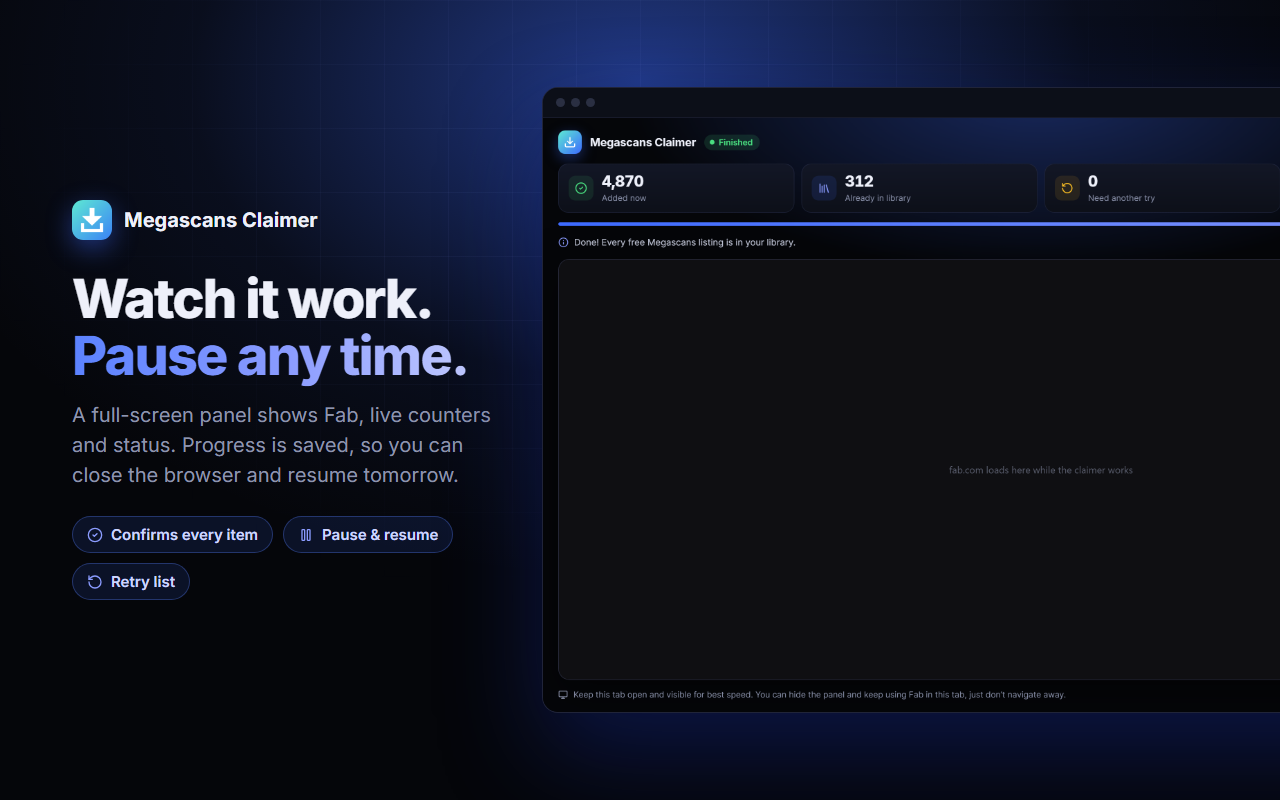 Megascans Claimer
Watch it work.
Pause any time.
A full-screen panel shows Fab, live counters
and status. Progress is saved, so you can
close the browser and resume tomorrow.
Confirms every item
Pause & resume
Retry list
Megascans Claimer
Finished
4,870
Added now
312
Already in library
0
Need another try
Done! Every free Megascans listing is in your library.
fab.com loads here while the claimer works
Keep this tab open and visible for best speed. You can hide the panel and keep using Fab in this tab, just don't navigate away.